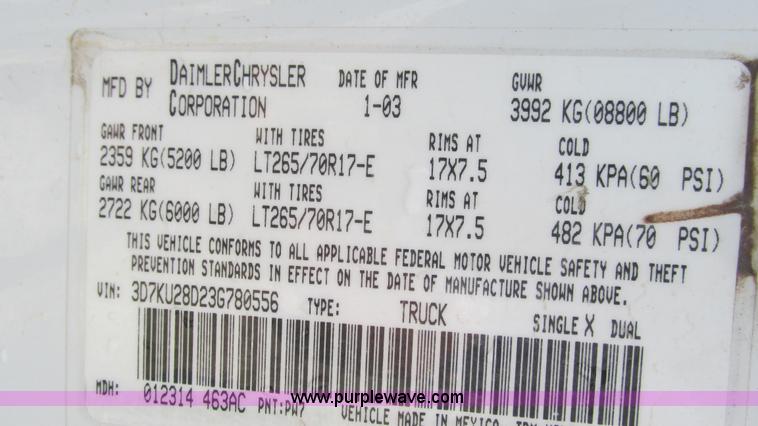 MFD BY DAIMLERCHRYSLER CORPORATION DATE OF MFR 1-03 GVWR 3992 KG(08800 LB)
GAWR FRONT WITH TIRES RIMS AT COLD
2359 KG(5200 LB) LT265/70R17-E 17X7.5 413 KPA(60 PSI)
GAWR REAR WITH TIRES RIMS AT COLD
2722 KG(6000 LB) LT265/70R17-E 17X7.5 482 KPA(70 PSI)
THIS VEHICLE CONFORMS TO ALL APPLICABLE FEDERAL MOTOR VEHICLE SAFETY AND THEFT
PREVENTION STANDARDS IN EFFECT ON THE DATE OF MANUFACTURE SHOWN ABOVE.
VIN: 3D7KU28D23G780556 TYPE: TRUCK SINGLE X DUAL
MDH: 012314 463AC PNT:PW7 VEHICLE MADE IN MEXICO
www.purplewave.com